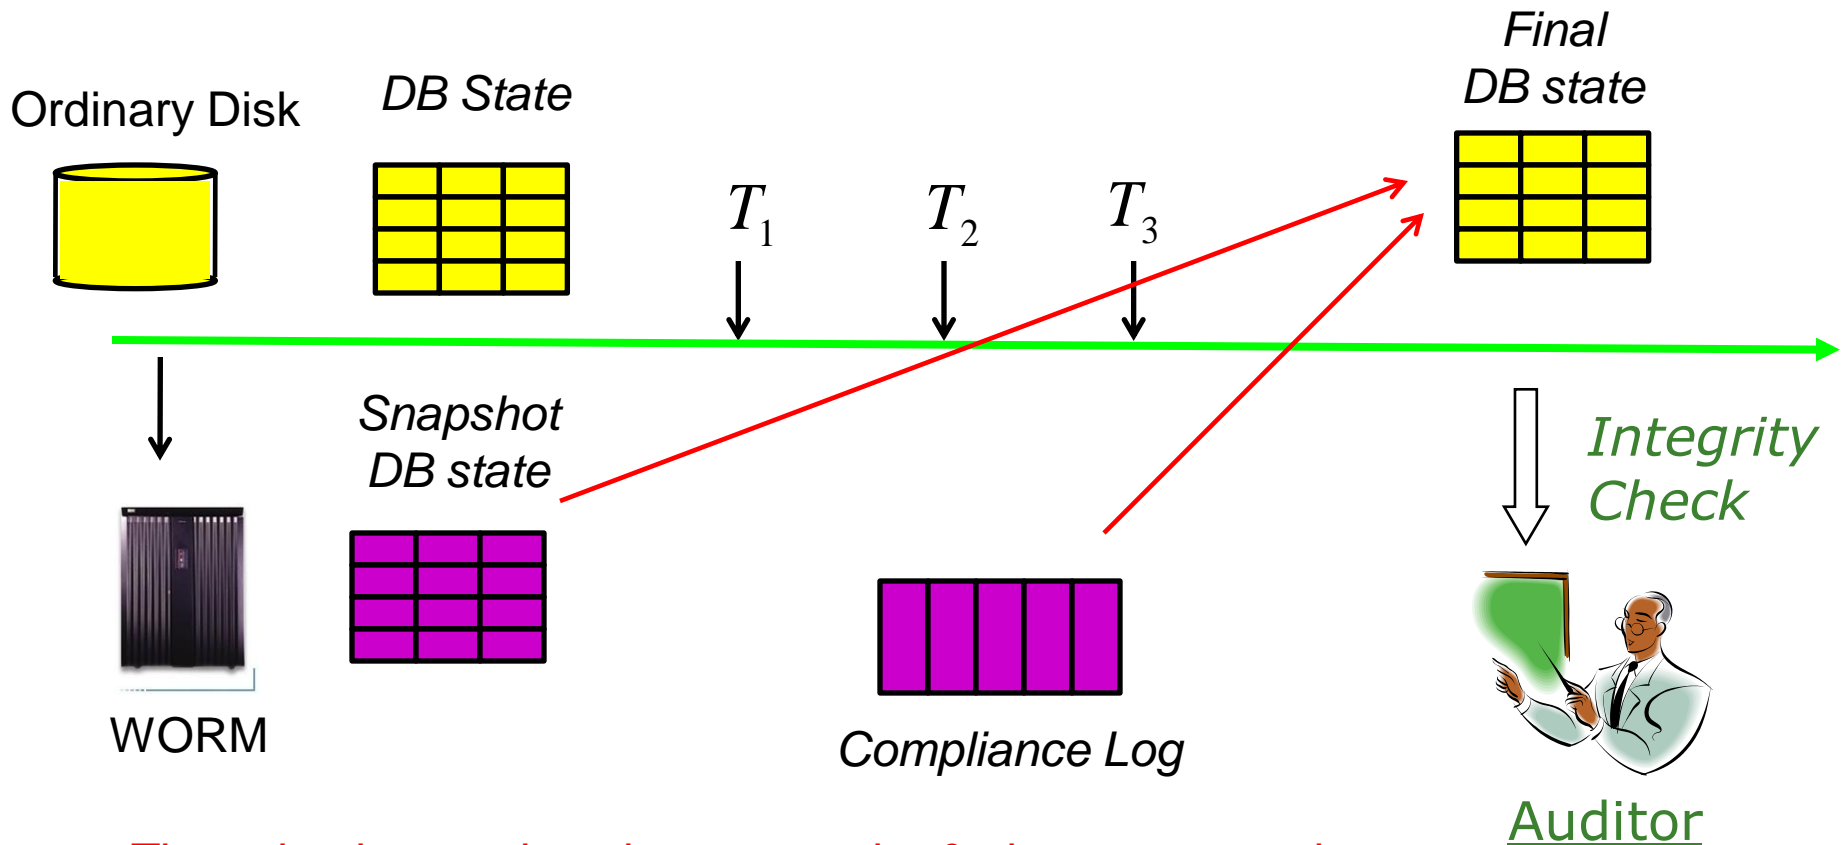 Final
DB state
DB State
Ordinary Disk
T1
T2
T3
Snapshot
DB state
Integrity
Check
WORM
Compliance Log
Auditor